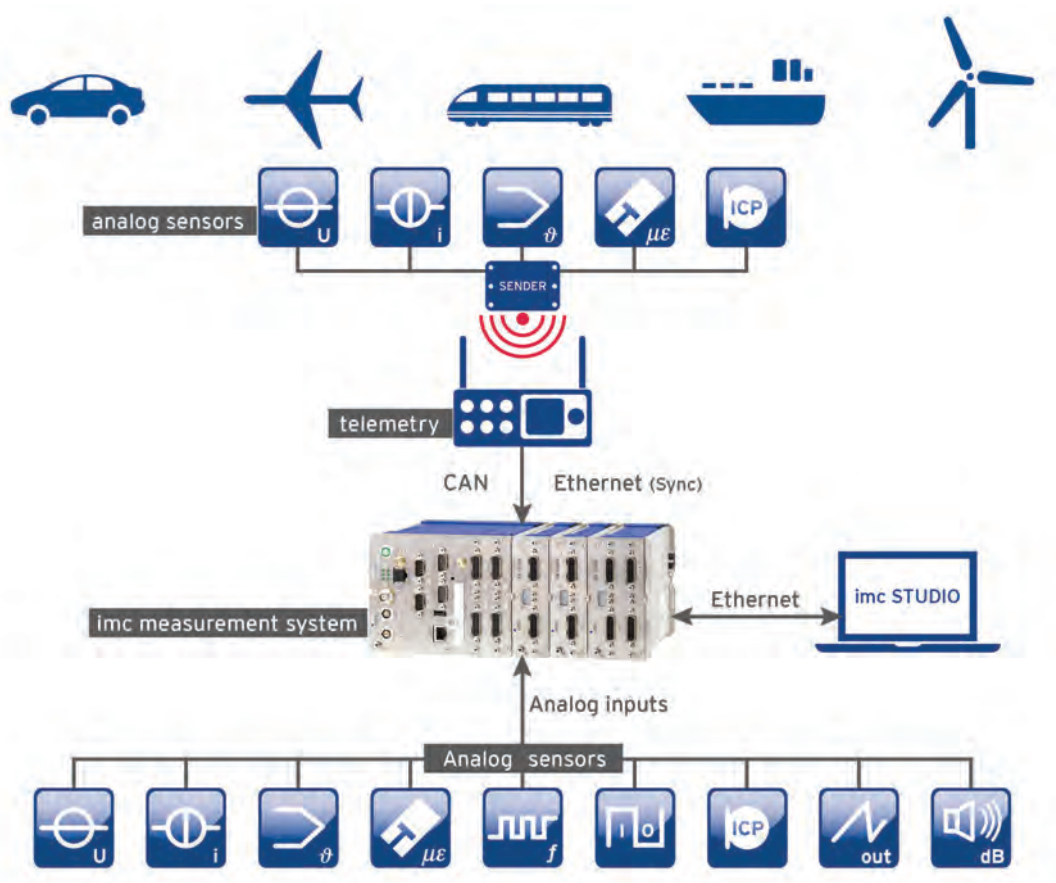 analog sensors
U
i
ϑ
με
ICP
SENDER
telemetry
CAN
Ethernet (Sync)
imc measurement system
Ethernet
imc STUDIO
Analog inputs
Analog sensors
U
i
ϑ
με
f
I O
ICP
out
dB